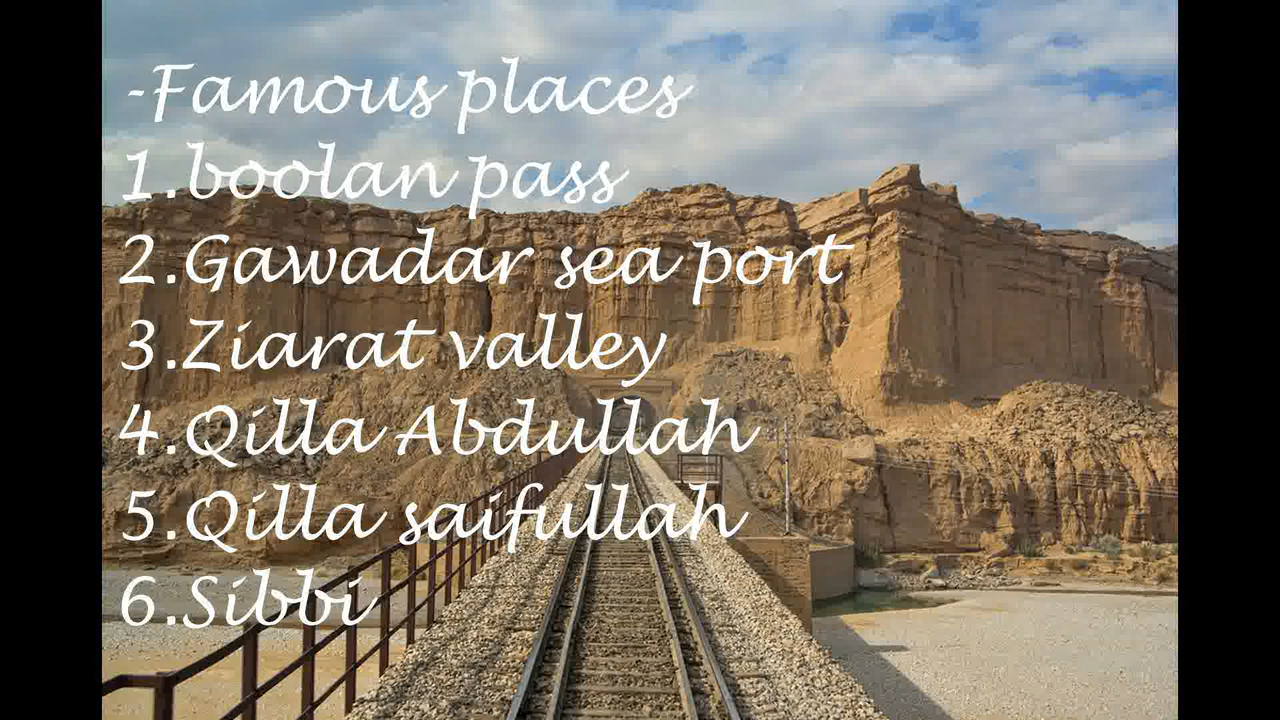 -Famous places
1.boolan pass
2.Gawadar sea port
3.Ziarat valley
4.Qilla Abdullah
5.Qilla saifullah
6.Sibbi